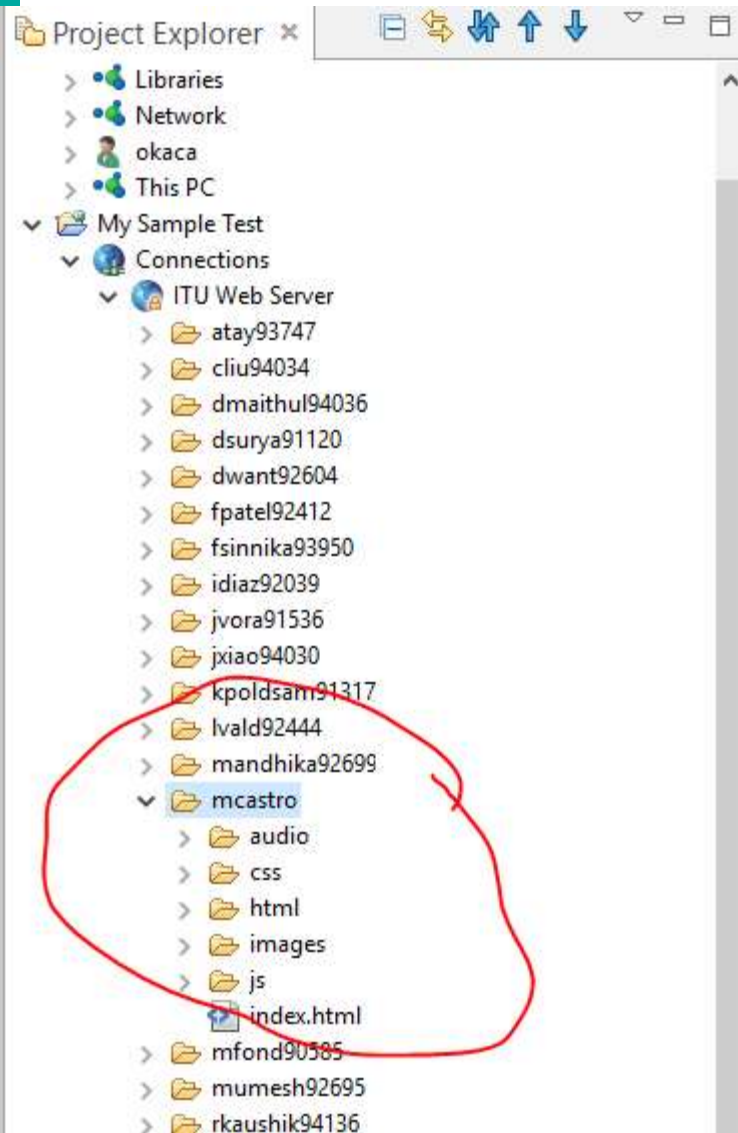 Project Explorer
Libraries
Network
okaca
This PC
My Sample Test
Connections
ITU Web Server
atay93747
cliu94034
dmaithul94036
dsurya91120
dwant92604
fpatel92412
fsinnika93950
idiaz92039
jvora91536
jxiao94030
kpoldsam91317
lvald92444
mandhika92699
mcastro
audio
css
html
images
js
index.html
mfond90585
mumesh92695
rkaushik94136